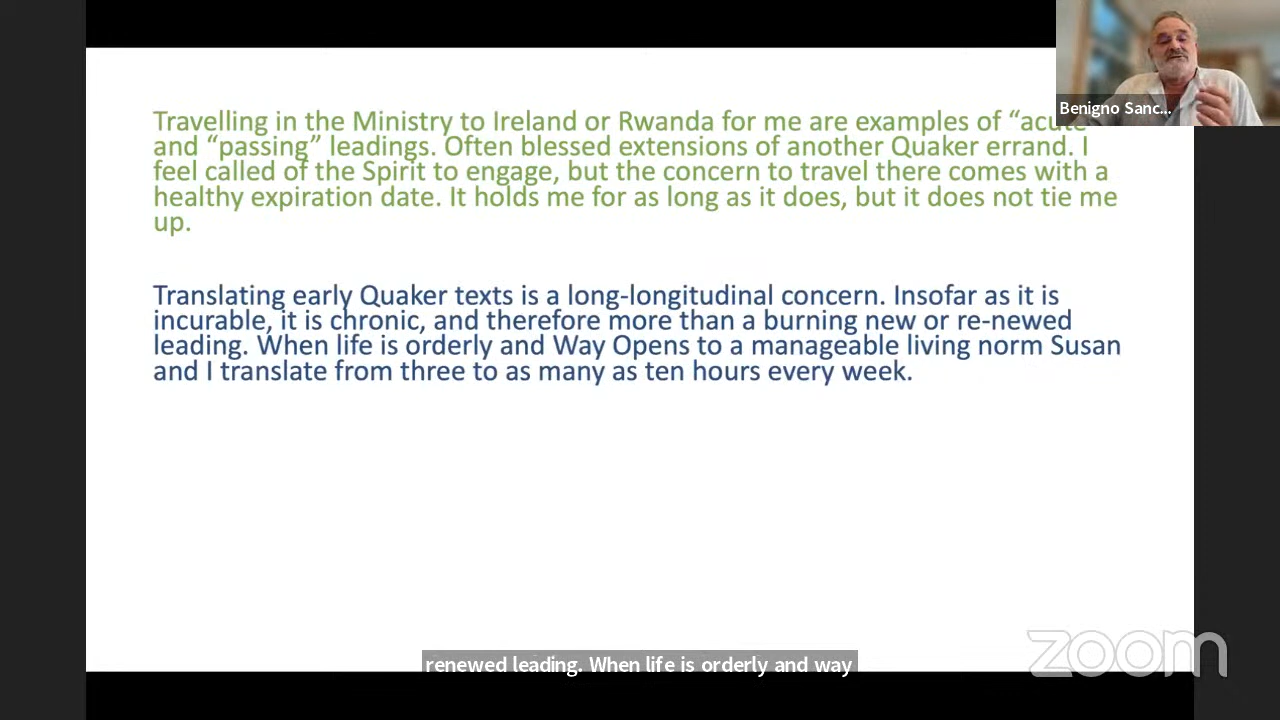 Travelling in the Ministry to Ireland or Rwanda for me are examples of “acute”
and “passing” leadings. Often blessed extensions of another Quaker errand. I
feel called of the Spirit to engage, but the concern to travel there comes with a
healthy expiration date. It holds me for as long as it does, but it does not tie me
up.
Translating early Quaker texts is a long-longitudinal concern. Insofar as it is
incurable, it is chronic, and therefore more than a burning new or re-newed
leading. When life is orderly and Way Opens to a manageable living norm Susan
and I translate from three to as many as ten hours every week.
Benigno Sanc...
renewed leading. When life is orderly and way
zoom